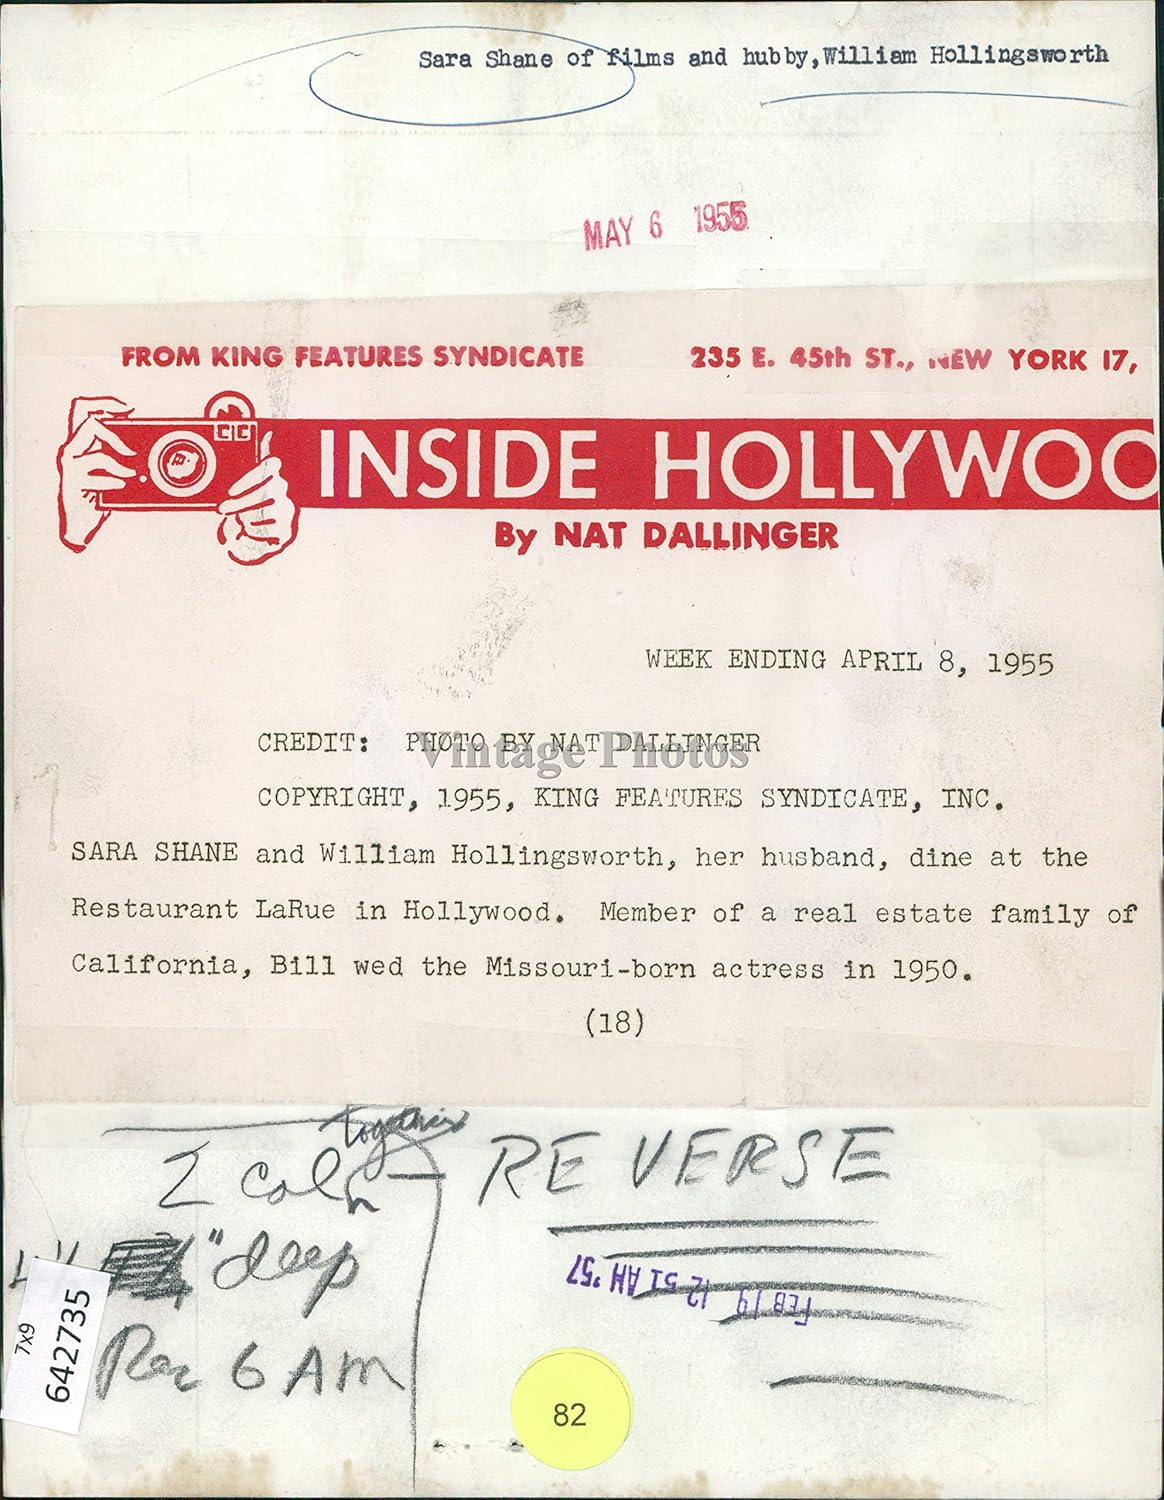 Sara Shane of films and hubby,William Hollingsworth
MAY 6 1955
FROM KING FEATURES SYNDICATE 235 E. 45th ST., NEW YORK 17,
INSIDE HOLLYWOO
By NAT DALLINGER
WEEK ENDING APRIL 8, 1955
CREDIT: PHOTO BY NAT DALLINGER
Vintage Photos
COPYRIGHT, 1955, KING FEATURES SYNDICATE, INC.
SARA SHANE and William Hollingsworth, her husband, dine at the
Restaurant LaRue in Hollywood. Member of a real estate family of
California, Bill wed the Missouri-born actress in 1950.
(18)
2 col
REVERSE
" deep
FEB 19 12 51 AM '57
7x9
642735
6 AM
82